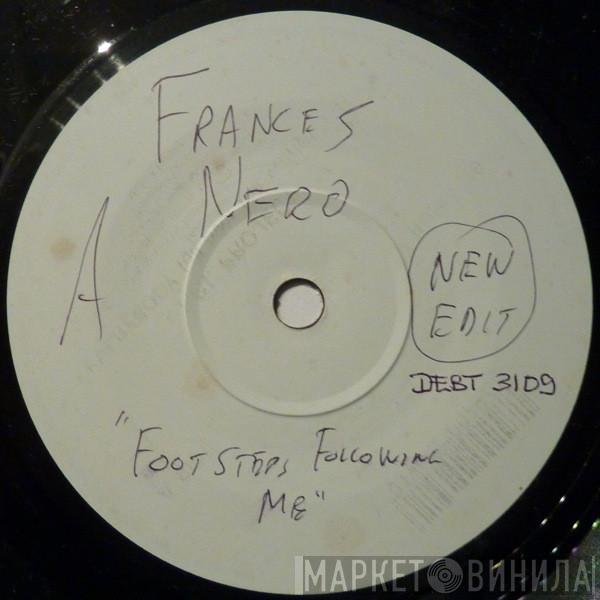 FRANCES
NERO
A
NEW
EDIT
DEBT 3109
"FOOTSTEPS FOLLOWING
ME"
МАРКЕТ ВИНИЛА